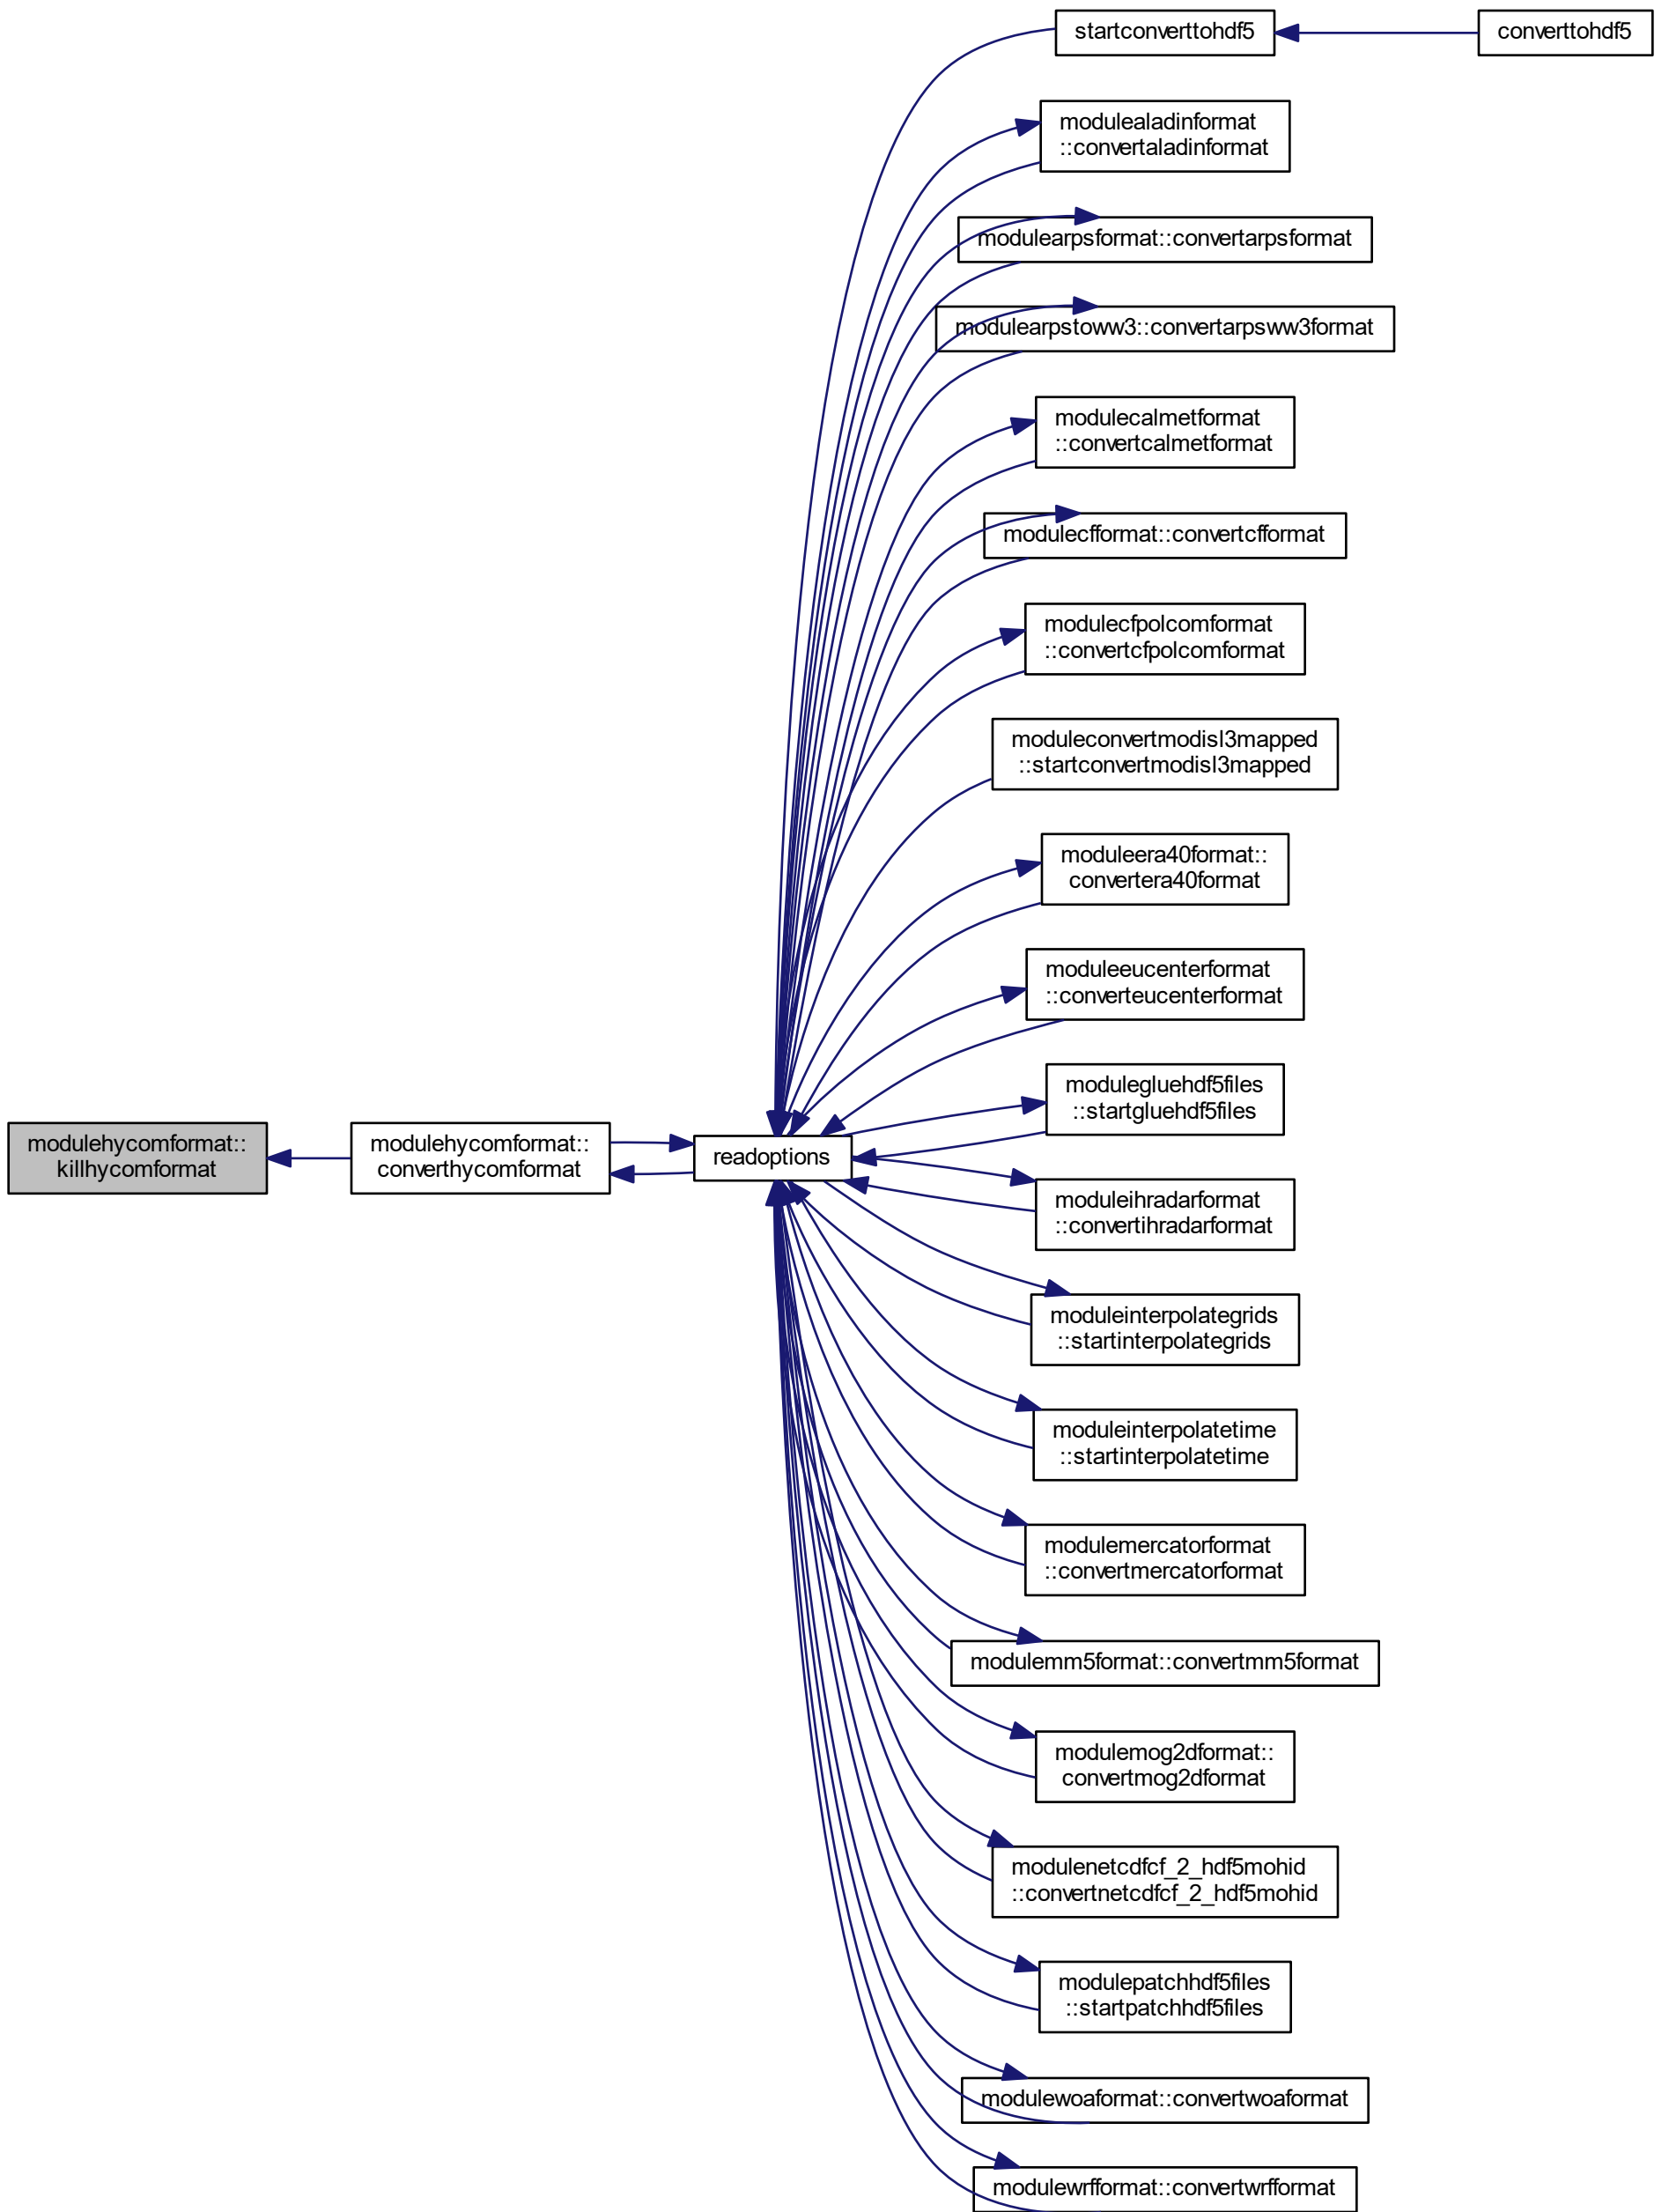 startconverttohdf5
converttohdf5
modulealadinformat
::convertaladinformat
modulearpsformat::convertarpsformat
modulearpstoww3::convertarpsww3format
modulecalmetformat
::convertcalmetformat
modulecfformat::convertcfformat
modulecfpolcomformat
::convertcfpolcomformat
moduleconvertmodisl3mapped
::startconvertmodisl3mapped
moduleera40format::
convertera40format
moduleeucenterformat
::converteucenterformat
modulegluehdf5files
::startgluehdf5files
modulehycomformat::
killhycomformat
modulehycomformat::
converthycomformat
readoptions
moduleihradarformat
::convertihradarformat
moduleinterpolategrids
::startinterpolategrids
moduleinterpolatetime
::startinterpolatetime
modulemercatorformat
::convertmercatorformat
modulemm5format::convertmm5format
modulemog2dformat::
convertmog2dformat
modulenetcdfcf_2_hdf5mohid
::convertnetcdfcf_2_hdf5mohid
modulepatchhdf5files
::startpatchhdf5files
modulewoaformat::convertwoaformat
modulewrfformat::convertwrfformat